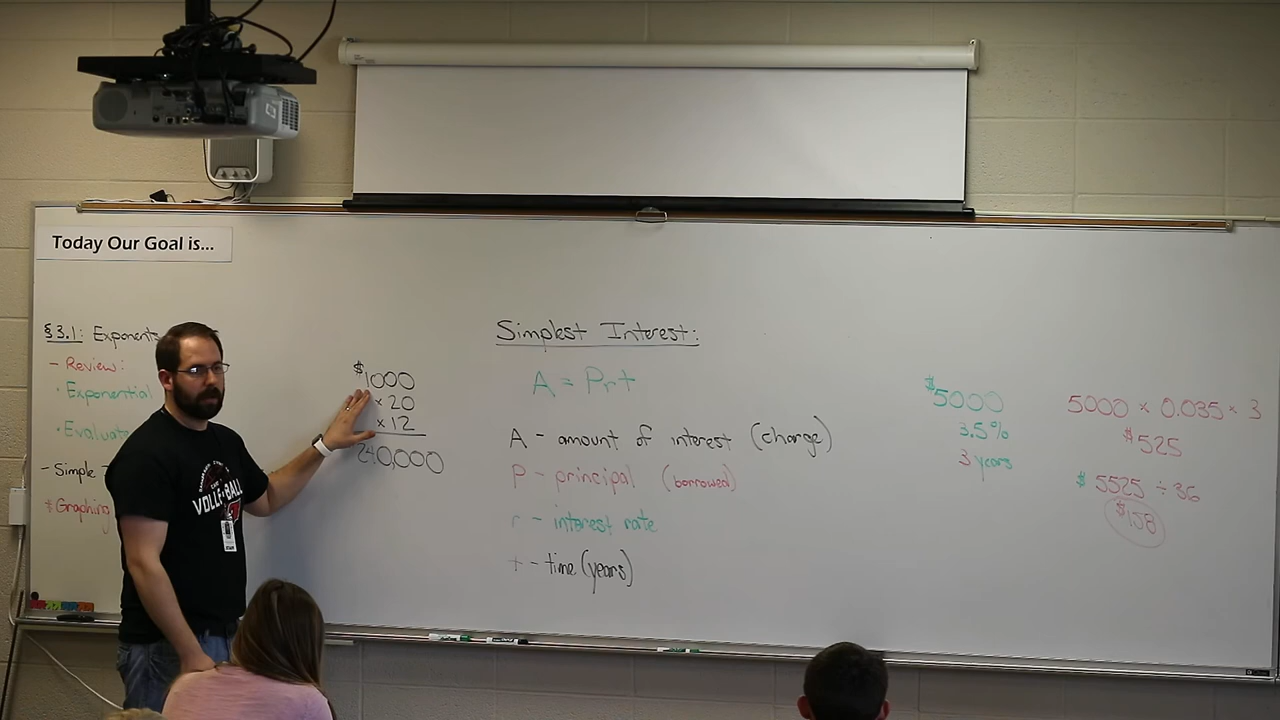 Today Our Goal is...
§3.1: Exponents
- Review:
· Exponential
· Evaluate
- Simple
* Graphing
VOLLEYBALL
$1000
× 20
× 12
240,000
Simplest Interest:
A = Prt
A - amount of interest (charge)
P - principal (borrowed)
r - interest rate
t - time (years)
$5000
3.5%
3 years
5000 × 0.035 × 3
$525
$5525 ÷ 36
$158